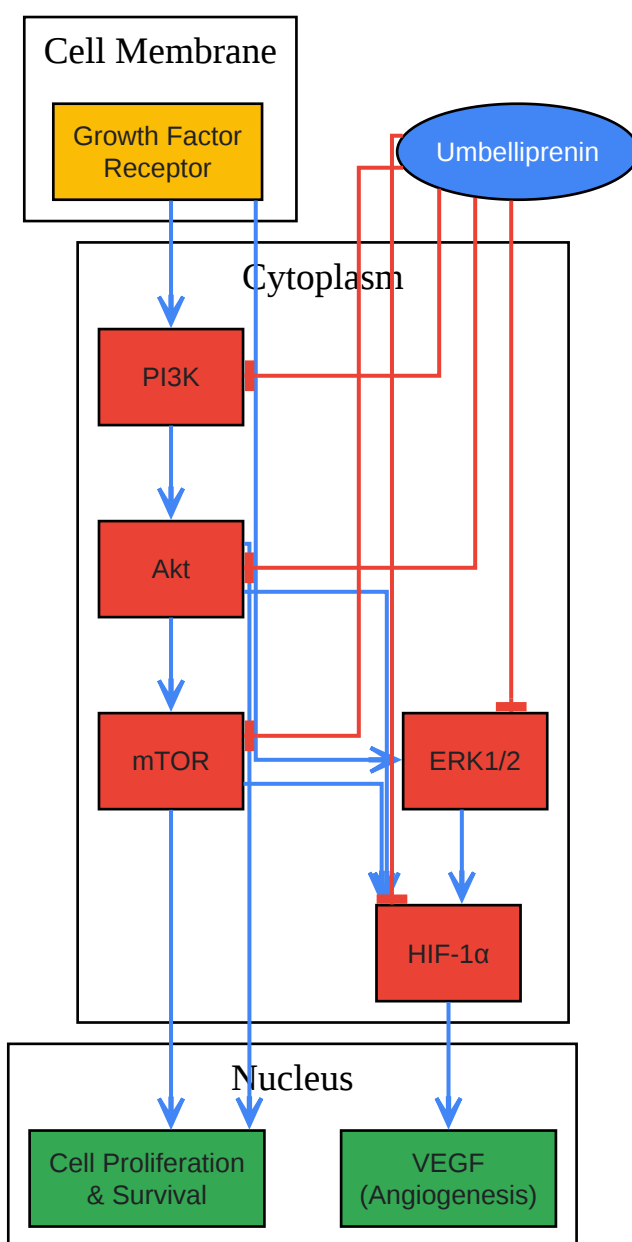 Cell Membrane
Growth Factor
Receptor
Umbelliprenin
Cytoplasm
PI3K
Akt
mTOR
ERK1/2
HIF-1α
Nucleus
Cell Proliferation
& Survival
VEGF
(Angiogenesis)